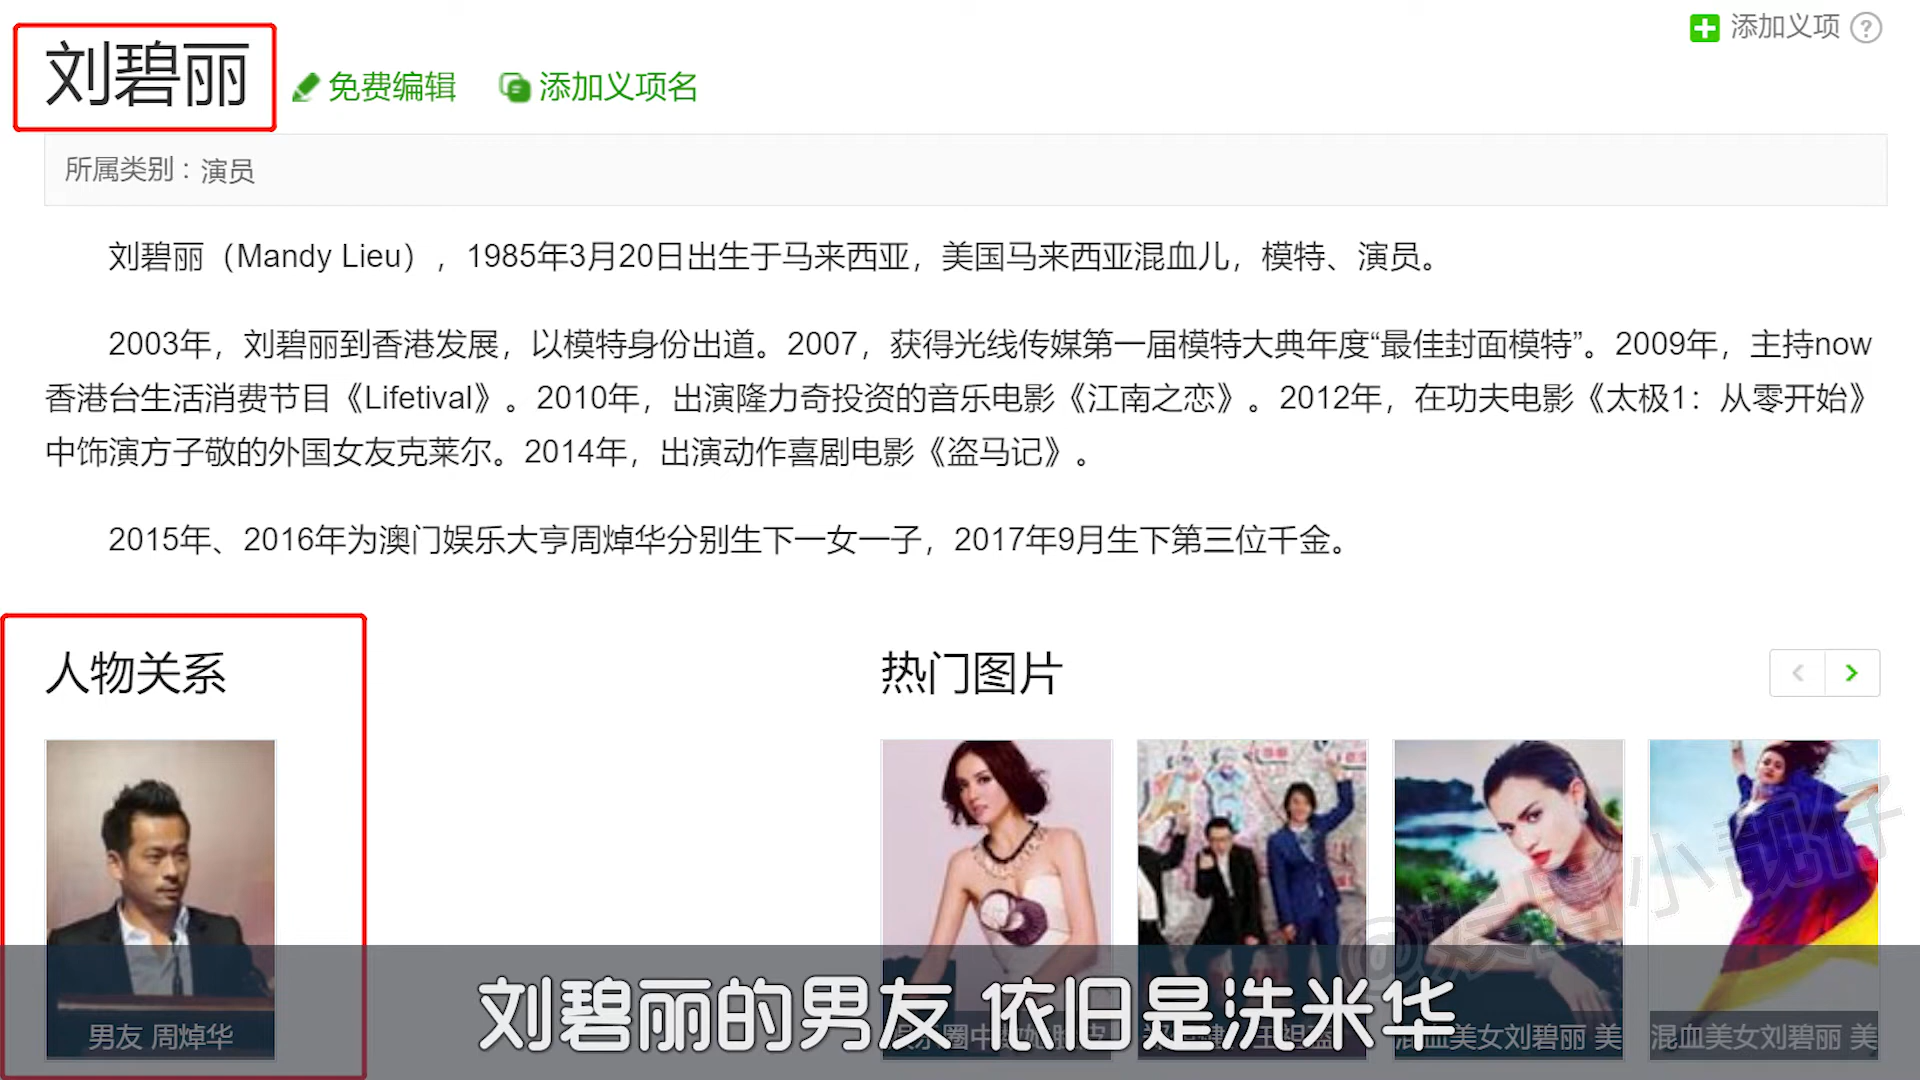 添加义项
刘碧丽
免费编辑
添加义项名
所属类别：演员
刘碧丽（Mandy Lieu），1985年3月20日出生于马来西亚，美国马来西亚混血儿，模特、演员。
2003年，刘碧丽到香港发展，以模特身份出道。2007，获得光线传媒第一届模特大典年度“最佳封面模特”。2009年，主持now
香港台生活消费节目《Lifetival》。2010年，出演隆力奇投资的音乐电影《江南之恋》。2012年，在功夫电影《太极1：从零开始》
中饰演方子敬的外国女友克莱尔。2014年，出演动作喜剧电影《盗马记》。
2015年、2016年为澳门娱乐大亨周焯华分别生下一女一子，2017年9月生下第三位千金。
人物关系
热门图片
男友 周焯华
混血美女刘碧丽 美
混血美女刘碧丽 美
@娱圈小靓仔
刘碧丽的男友 依旧是洗米华